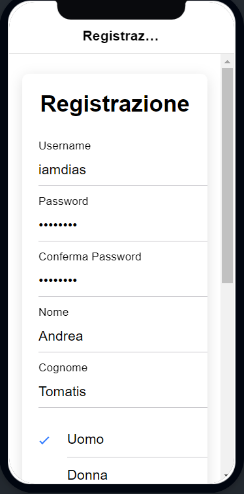 Registraz...
Registrazione
Username
iamdias
Password
••••••••
Conferma Password
••••••••
Nome
Andrea
Cognome
Tomatis
Uomo
Donna